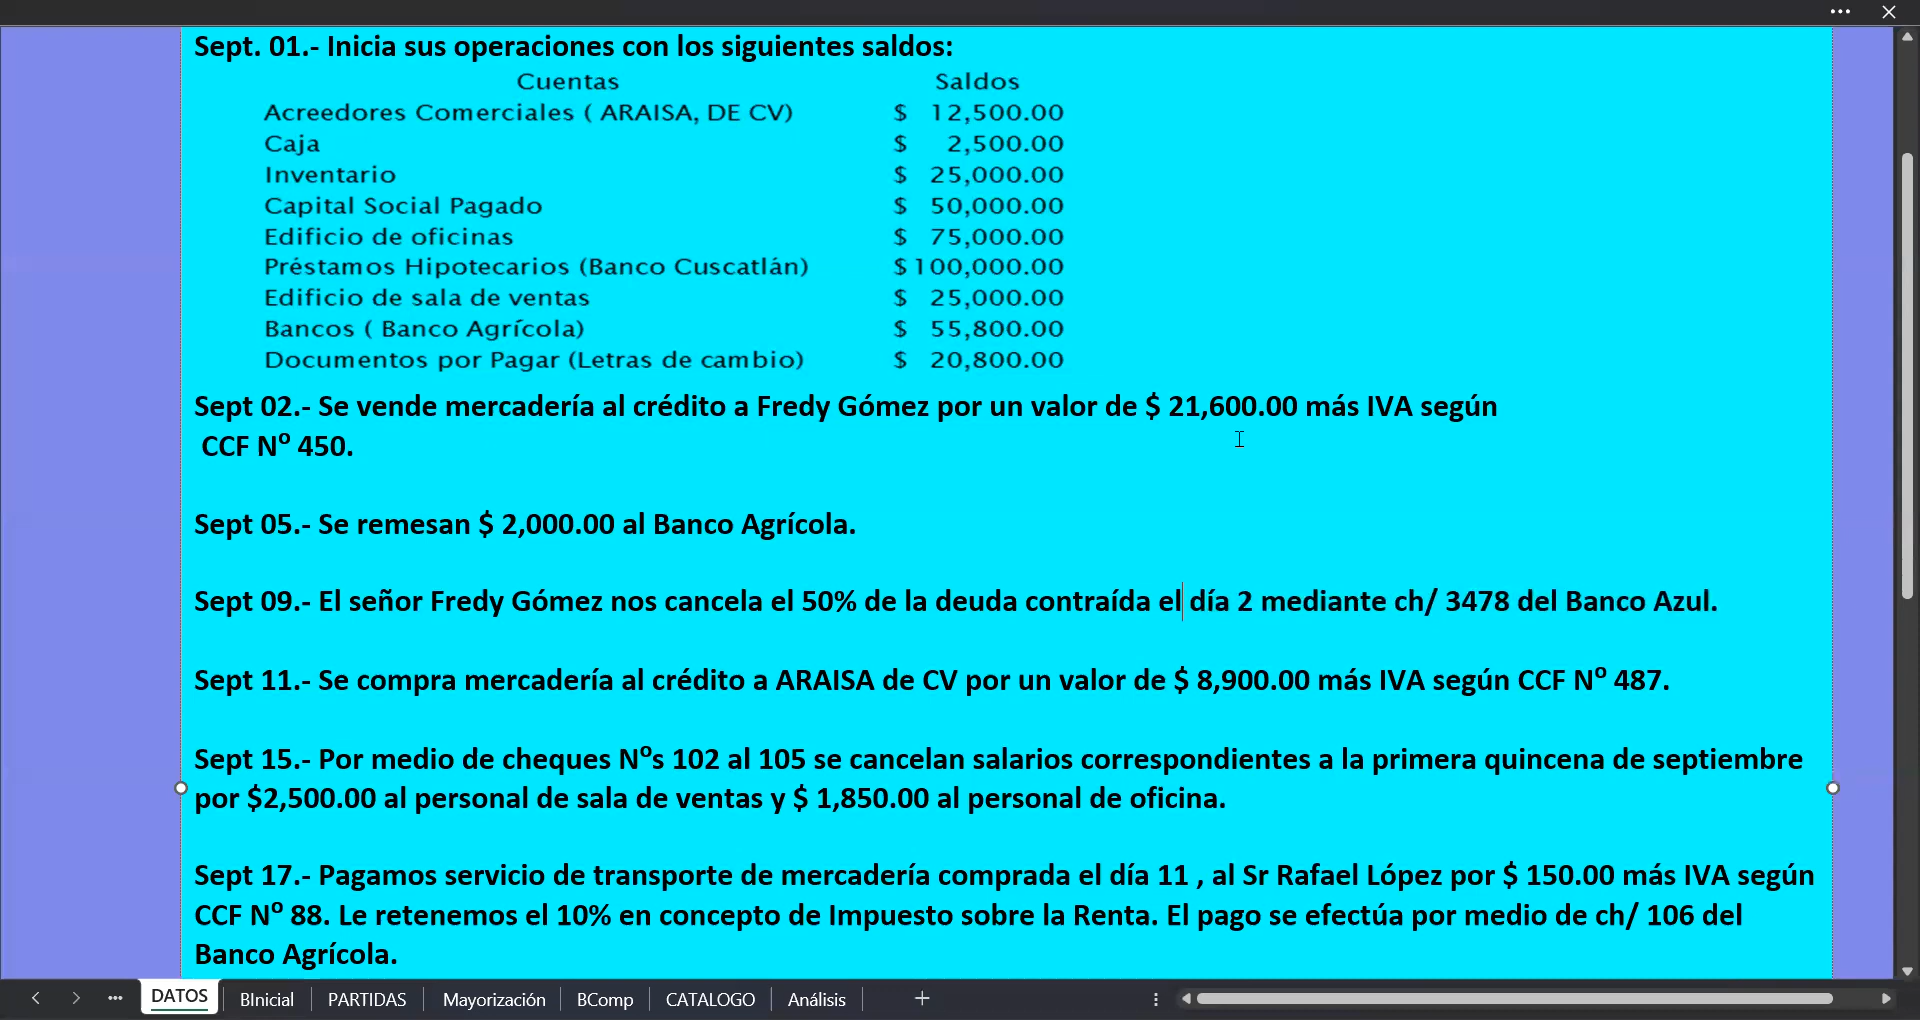 Sept. 01.- Inicia sus operaciones con los siguientes saldos:
Cuentas Saldos
Acreedores Comerciales ( ARAISA, DE CV) $ 12,500.00
Caja $ 2,500.00
Inventario $ 25,000.00
Capital Social Pagado $ 50,000.00
Edificio de oficinas $ 75,000.00
Préstamos Hipotecarios (Banco Cuscatlán) $ 100,000.00
Edificio de sala de ventas $ 25,000.00
Bancos ( Banco Agrícola) $ 55,800.00
Documentos por Pagar (Letras de cambio) $ 20,800.00
Sept 02.- Se vende mercadería al crédito a Fredy Gómez por un valor de $ 21,600.00 más IVA según
CCF Nº 450.
Sept 05.- Se remesan $ 2,000.00 al Banco Agrícola.
Sept 09.- El señor Fredy Gómez nos cancela el 50% de la deuda contraída el día 2 mediante ch/ 3478 del Banco Azul.
Sept 11.- Se compra mercadería al crédito a ARAISA de CV por un valor de $ 8,900.00 más IVA según CCF Nº 487.
Sept 15.- Por medio de cheques Nºs 102 al 105 se cancelan salarios correspondientes a la primera quincena de septiembre
por $2,500.00 al personal de sala de ventas y $ 1,850.00 al personal de oficina.
Sept 17.- Pagamos servicio de transporte de mercadería comprada el día 11 , al Sr Rafael López por $ 150.00 más IVA según
CCF Nº 88. Le retenemos el 10% en concepto de Impuesto sobre la Renta. El pago se efectúa por medio de ch/ 106 del
Banco Agrícola.
DATOS BInicial PARTIDAS Mayorización BComp CATALOGO Análisis